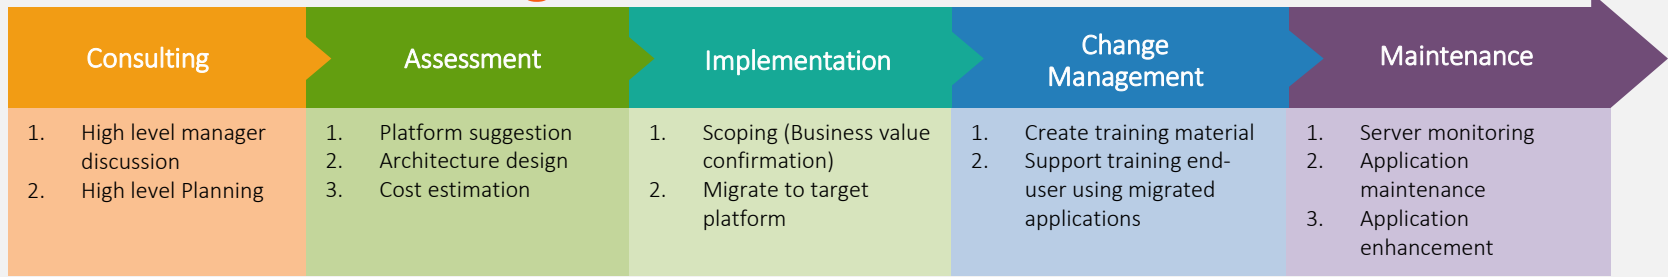 Consulting
Assessment
Implementation
Change
Management
Maintenance
1. High level manager
discussion
2. High level Planning
1. Platform suggestion
2. Architecture design
3. Cost estimation
1. Scoping (Business value
confirmation)
2. Migrate to target
platform
1. Create training material
2. Support training end-
user using migrated
applications
1. Server monitoring
2. Application
maintenance
3. Application
enhancement